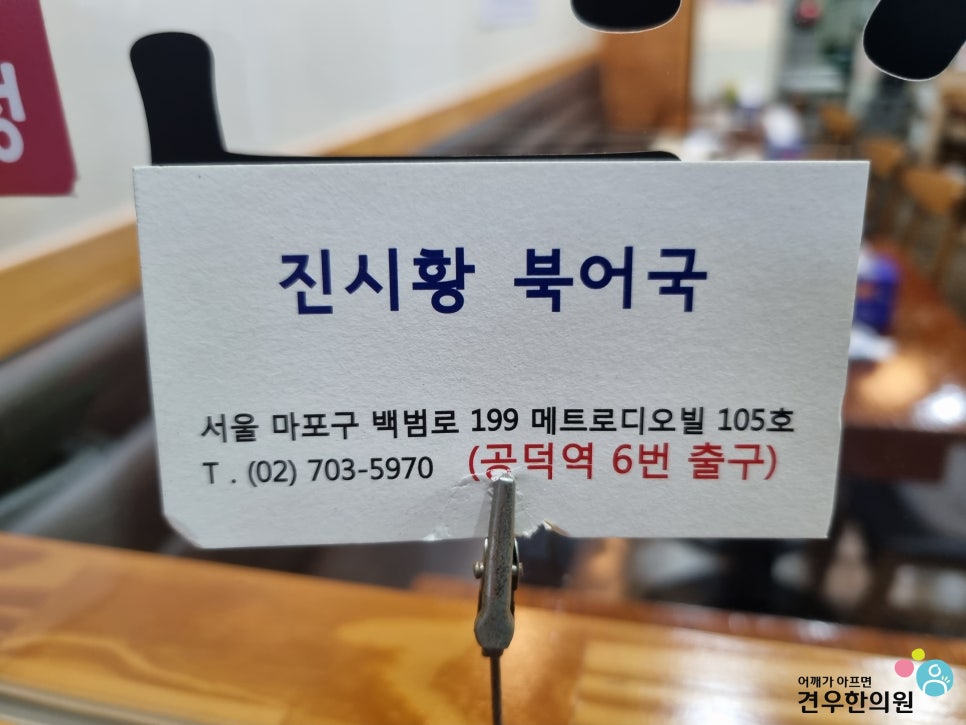 진시황 북어국
서울 마포구 백범로 199 메트로디오빌 105호
T . (02) 703-5970 (공덕역 6번 출구)
어깨가 아프면
견우한의원